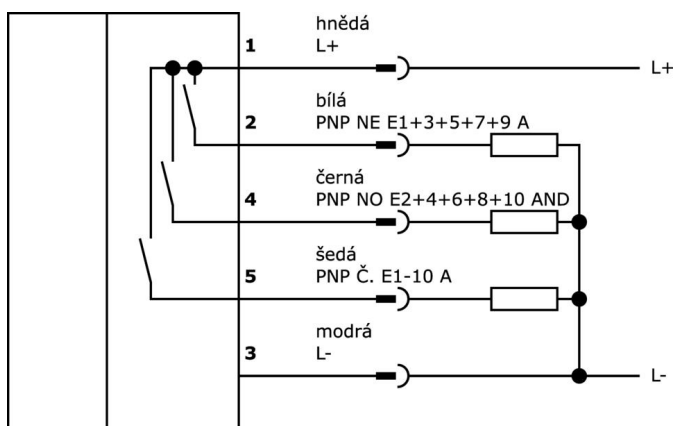 hnědá
1 L+
L+
bílá
2 PNP NE E1+3+5+7+9 A
černá
4 PNP NO E2+4+6+8+10 AND
šedá
5 PNP Č. E1-10 A
modrá
3 L-
L-